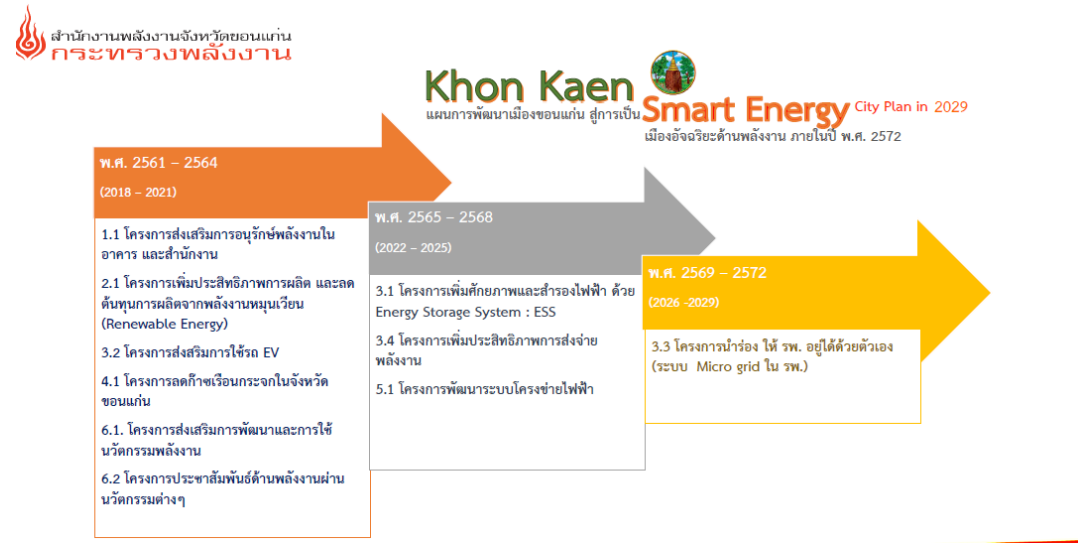 สำนักงานพลังงานจังหวัดขอนแก่น
กระทรวงพลังงาน
Khon Kaen
แผนการพัฒนาเมืองขอนแก่น สู่การเป็น
Smart Energy City Plan in 2029
เมืองอัจฉริยะด้านพลังงาน ภายในปี พ.ศ. 2572
พ.ศ. 2561 – 2564
(2018 – 2021)
1.1 โครงการส่งเสริมการอนุรักษ์พลังงานใน
อาคาร และสำนักงาน
2.1 โครงการเพิ่มประสิทธิภาพการผลิต และลด
ต้นทุนการผลิตจากพลังงานหมุนเวียน
(Renewable Energy)
3.2 โครงการส่งสริมการใช้รถ EV
4.1 โครงการลดก๊าซเรือนกระจกในจังหวัด
ขอนแก่น
6.1. โครงการส่งเสริมการพัฒนาและการใช้
นวัตกรรมพลังงาน
6.2 โครงการประชาสัมพันธ์ด้านพลังงานผ่าน
นวัตกรรมต่างๆ
พ.ศ. 2565 – 2568
(2022 – 2025)
3.1 โครงการเพิ่มศักยภาพและสำรองไฟฟ้า ด้วย
Energy Storage System : ESS
3.4 โครงการเพิ่มประสิทธิภาพการส่งจ่าย
พลังงาน
5.1 โครงการพัฒนาระบบโครงข่ายไฟฟ้า
พ.ศ. 2569 – 2572
(2026 -2029)
3.3 โครงการนำร่อง ให้ รพ. อยู่ได้ด้วยตัวเอง
(ระบบ Micro grid ใน รพ.)